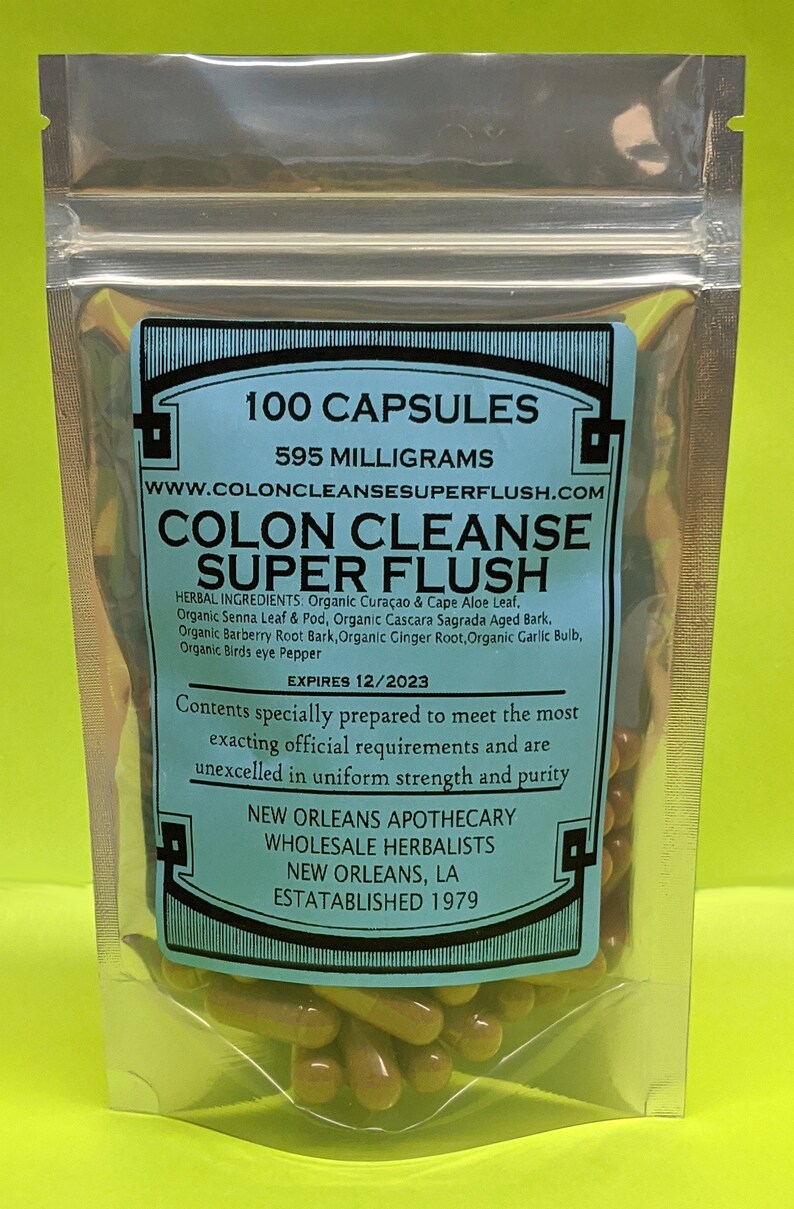 100 CAPSULES
595 MILLIGRAMS
WWW.COLONCLEANSESUPERFLUSH.COM
COLON CLEANSE
SUPER FLUSH
HERBAL INGREDIENTS: Organic Curaçao & Cape Aloe Leaf,
Organic Senna Leaf & Pod, Organic Cascara Sagrada Aged Bark,
Organic Barberry Root Bark,Organic Ginger Root,Organic Garlic Bulb,
Organic Birds eye Pepper
EXPIRES 12/2023
Contents specially prepared to meet the most
exacting official requirements and are
unexcelled in uniform strength and purity
NEW ORLEANS APOTHECARY
WHOLESALE HERBALISTS
NEW ORLEANS, LA
ESTATABLISHED 1979